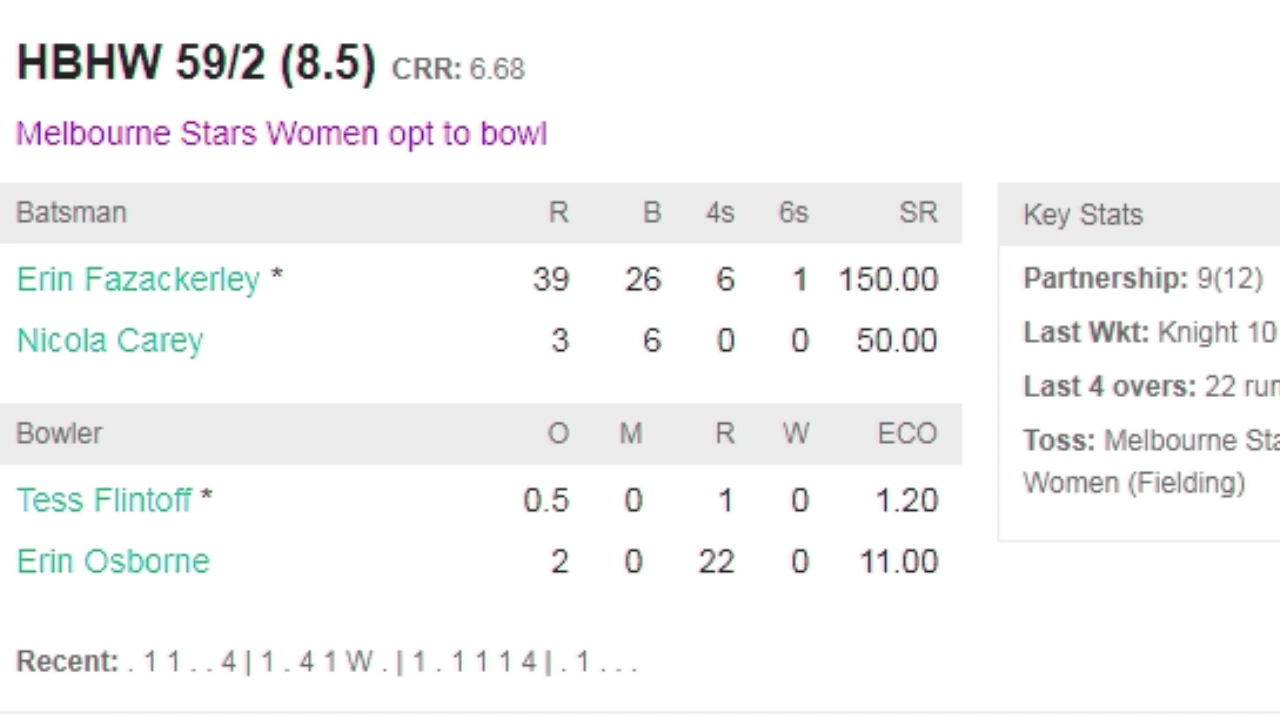 HBHW 59/2 (8.5) CRR: 6.68
Melbourne Stars Women opt to bowl
Batsman R B 4s 6s SR
Erin Fazackerley * 39 26 6 1 150.00
Nicola Carey 3 6 0 0 50.00
Bowler O M R W ECO
Tess Flintoff * 0.5 0 1 0 1.20
Erin Osborne 2 0 22 0 11.00
Recent: . 1 1 . . 4 | 1 . 4 1 W . | 1 . 1 1 1 4 | . 1 . . .
Key Stats
Partnership: 9(12)
Last Wkt: Knight 10
Last 4 overs: 22 run
Toss: Melbourne Sta
Women (Fielding)